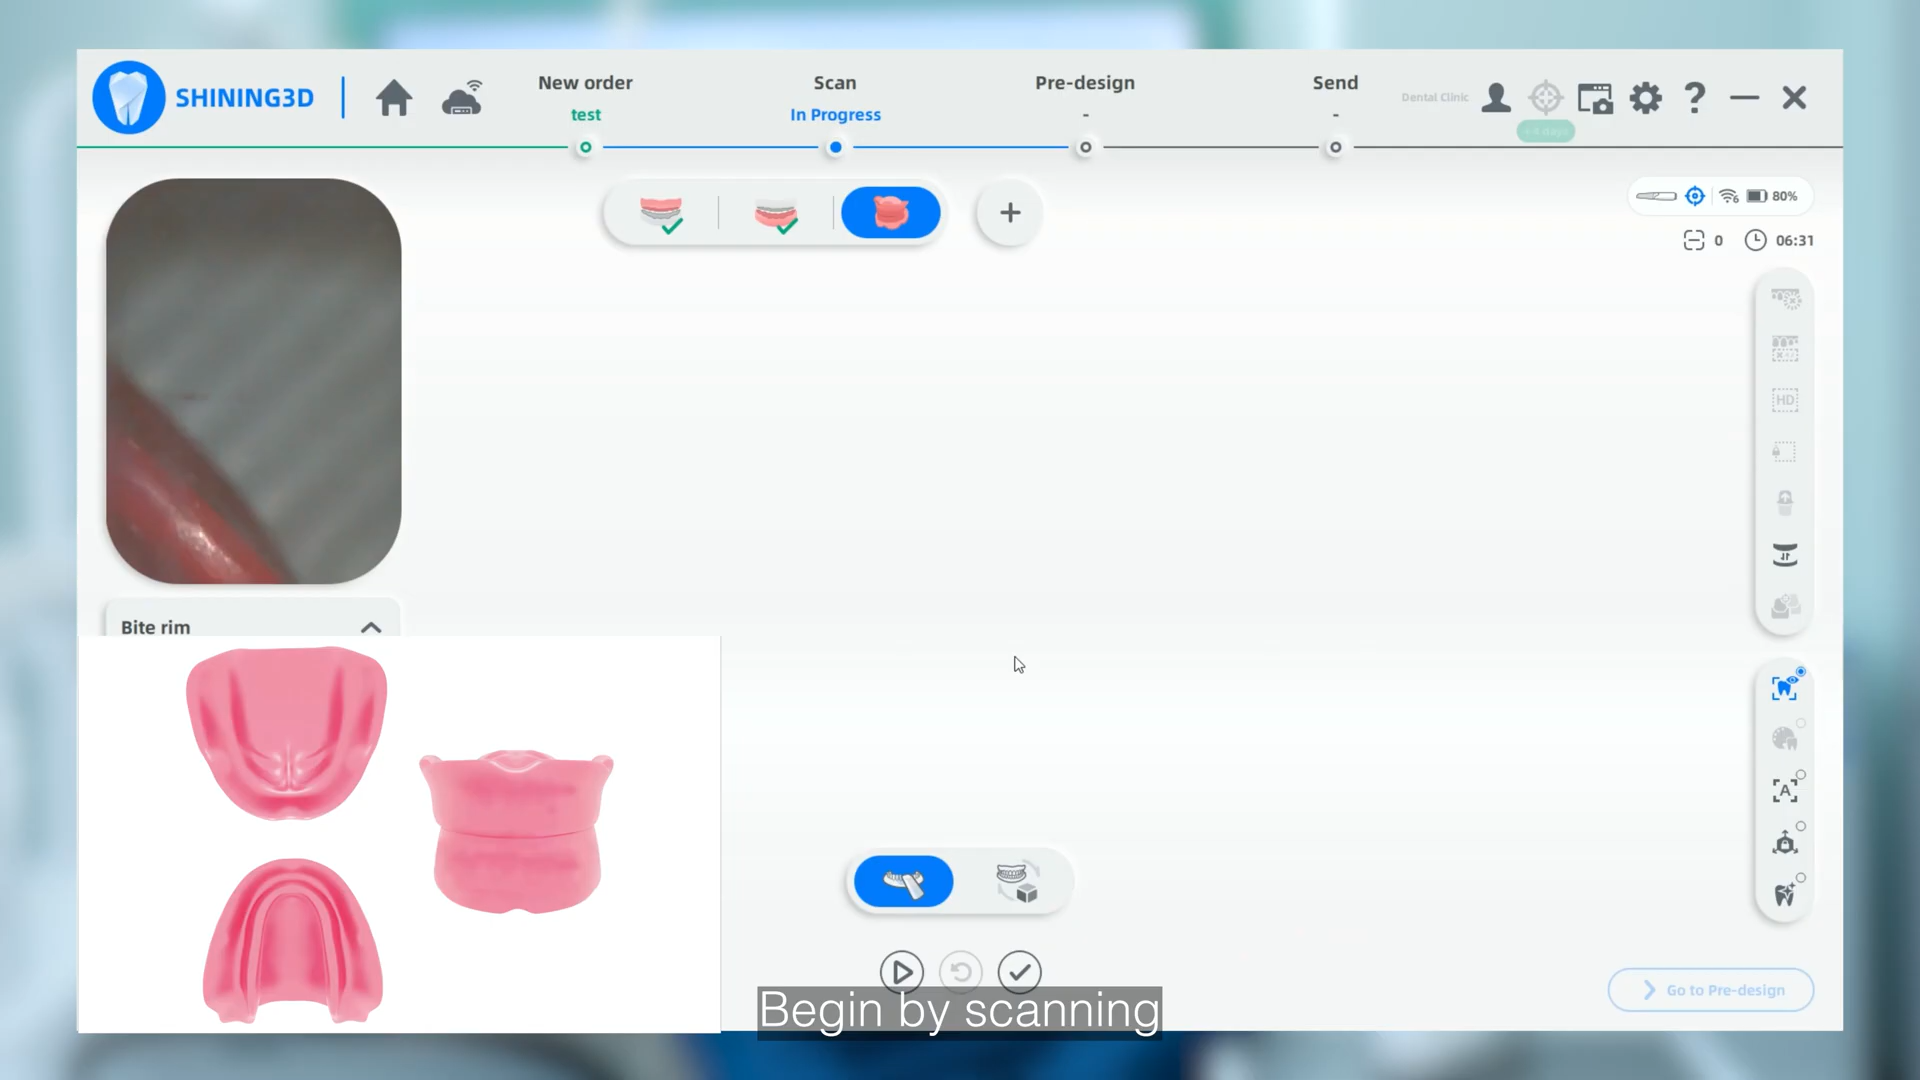 SHINING3D
New order
test
Scan
In Progress
Pre-design
-
Send
-
Dental Clinic
80%
0
06:31
HD
A
Bite rim
Go to Pre-design
Begin by scanning